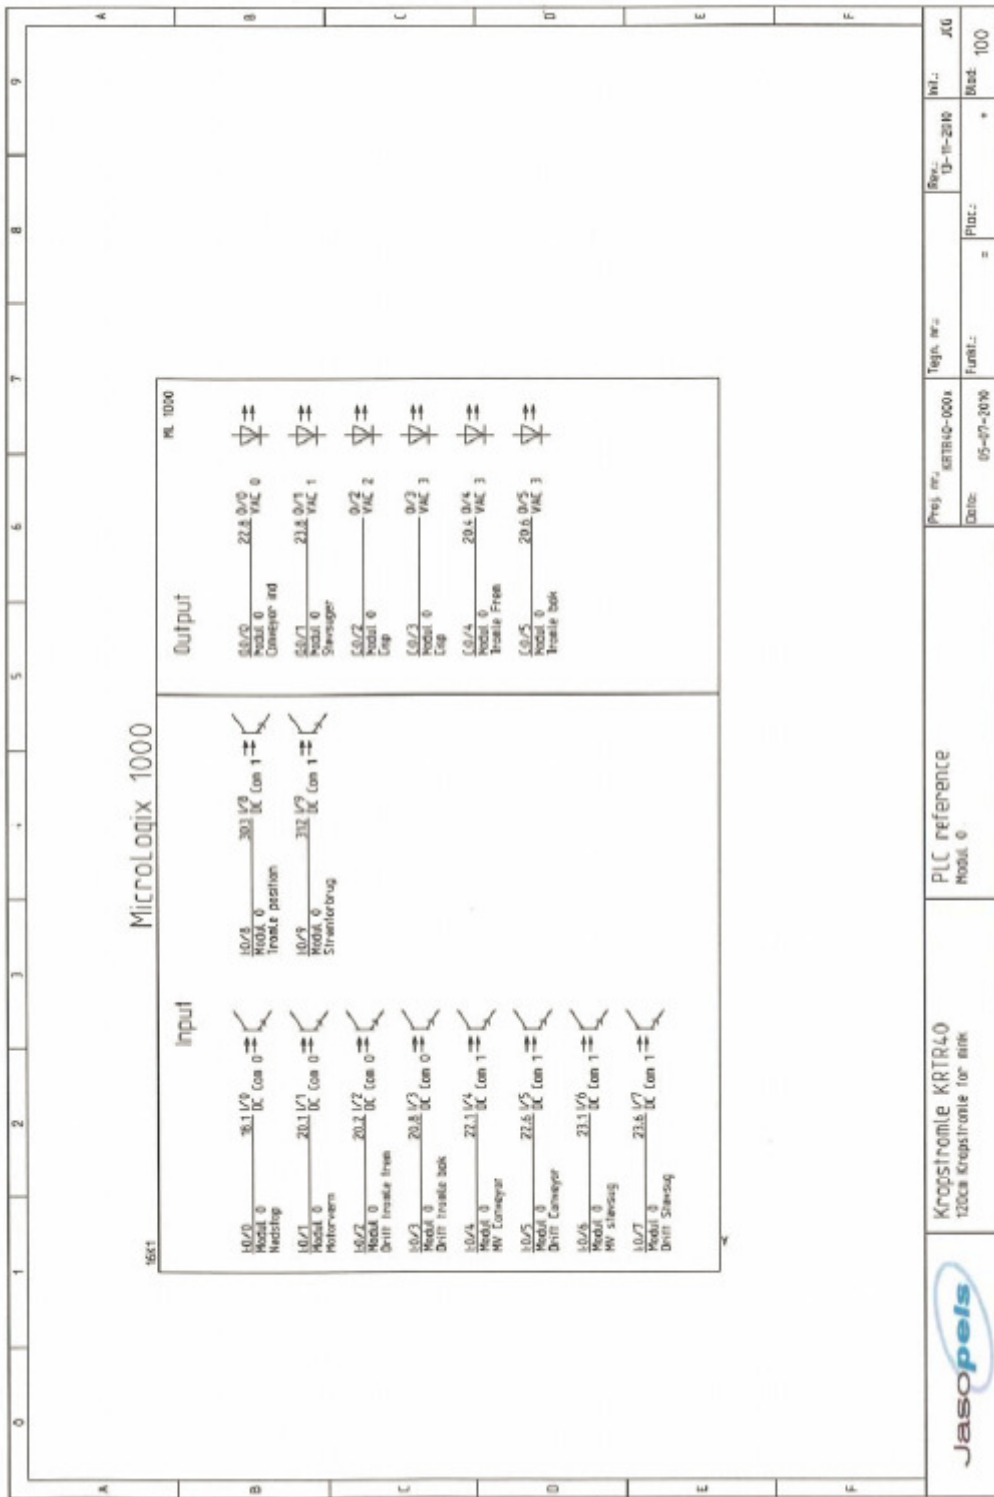 0 1 2 3 4 5 6 7 8 9
A
B
C
D
E
F
MicroLogix 1000
16K1
ML 1000
Input
Output
I:0/0 16.1 I/0
Modul 0 DC Com 0
Nødstop
I:0/1 20.1 I/1
Modul 0 DC Com 0
Motorværn
I:0/2 20.2 I/2
Modul 0 DC Com 0
Drift tromle frem
I:0/3 20.8 I/3
Modul 0 DC Com 0
Drift tromle bak
I:0/4 22.1 I/4
Modul 0 DC Com 1
MV Conveyor
I:0/5 22.6 I/5
Modul 0 DC Com 1
Drift Conveyor
I:0/6 23.1 I/6
Modul 0 DC Com 1
MV støvsug
I:0/7 23.6 I/7
Modul 0 DC Com 1
Drift Støvsug
I:0/8 30.3 I/8
Modul 0 DC Com 1
Tromle position
I:0/9 31.2 I/9
Modul 0 DC Com 1
Strømforbrug
O:0/0 22.8 O/0
Modul 0 VAC 0
Conveyor ind
O:0/1 23.8 O/1
Modul 0 VAC 1
Støvsuger
O:0/2 O/2
Modul 0 VAC 2
O:0/3 O/3
Modul 0 VAC 3
O:0/4 20.4 O/4
Modul 0 VAC 3
Tromle Frem
O:0/5 20.6 O/5
Modul 0 VAC 3
Tromle bak
A
B
C
D
E
F
Jasopels
Kropstromle KRTR40
120cm Kropstromle for mink
PLC reference
Modul 0
Proj. nr.: KRTR40-000x
Tegn. nr.:
Rev.: 13-11-2010
Init.: JCG
Dato: 05-07-2010
Funkt.: =
Plac.: +
Blad: 100